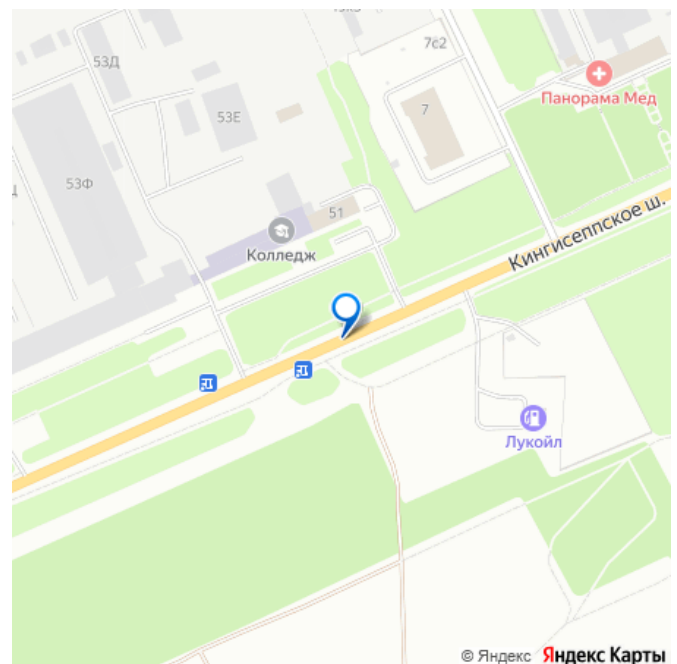 7с2
53Д
Панорама Мед
7
53Е
53Ф
51
Кингисеппское ш.
Колледж
Лукойл
© Яндекс Яндекс Карты